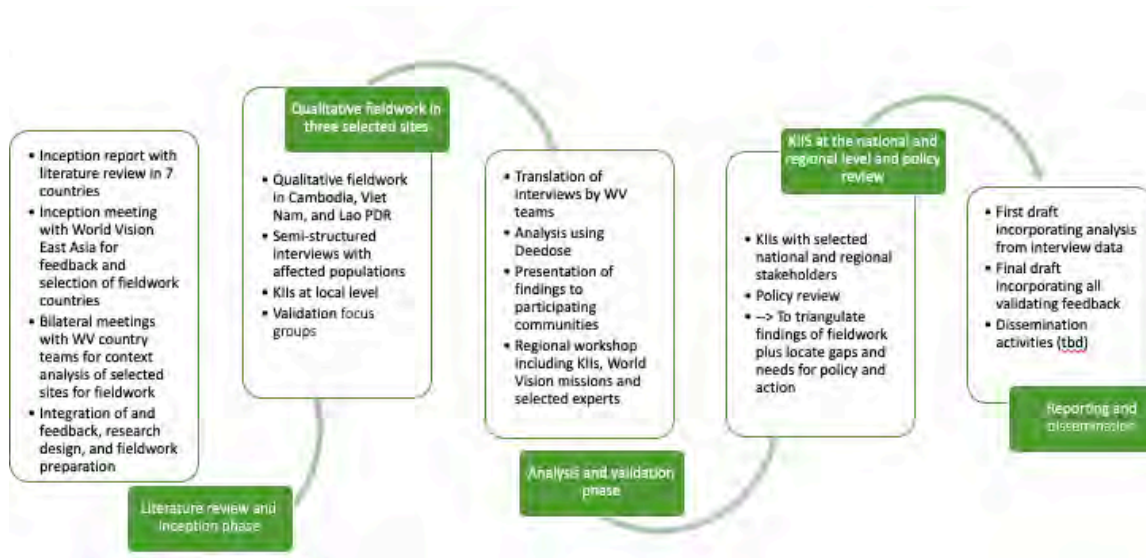 • Inception report with
literature review in 7
countries
• Inception meeting
with World Vision
East Asia for
feedback and
selection of fieldwork
countries
• Bilateral meetings
with WV country
teams for context
analysis of selected
sites for fieldwork
• Integration of and
feedback, research
design, and fieldwork
preparation
Literature review and
inception phase
Qualitative fieldwork in
three selected sites
• Qualitative fieldwork
in Cambodia, Viet
Nam, and Lao PDR
• Semi-structured
interviews with
affected populations
• KIIs at local level
• Validation focus
groups
• Translation of
interviews by WV
teams
• Analysis using
Deedose
• Presentation of
findings to
participating
communities
• Regional workshop
including KIIs, World
Vision missions and
selected experts
Analysis and validation
phase
KIIS at the national and
regional level and policy
review
• KIIs with selected
national and regional
stakeholders
• Policy review
• --> To triangulate
findings of fieldwork
plus locate gaps and
needs for policy and
action
• First draft
incorporating analysis
from interview data
• Final draft
incorporating all
validating feedback
• Dissemination
activities (tbd)
Reporting and
dissemination